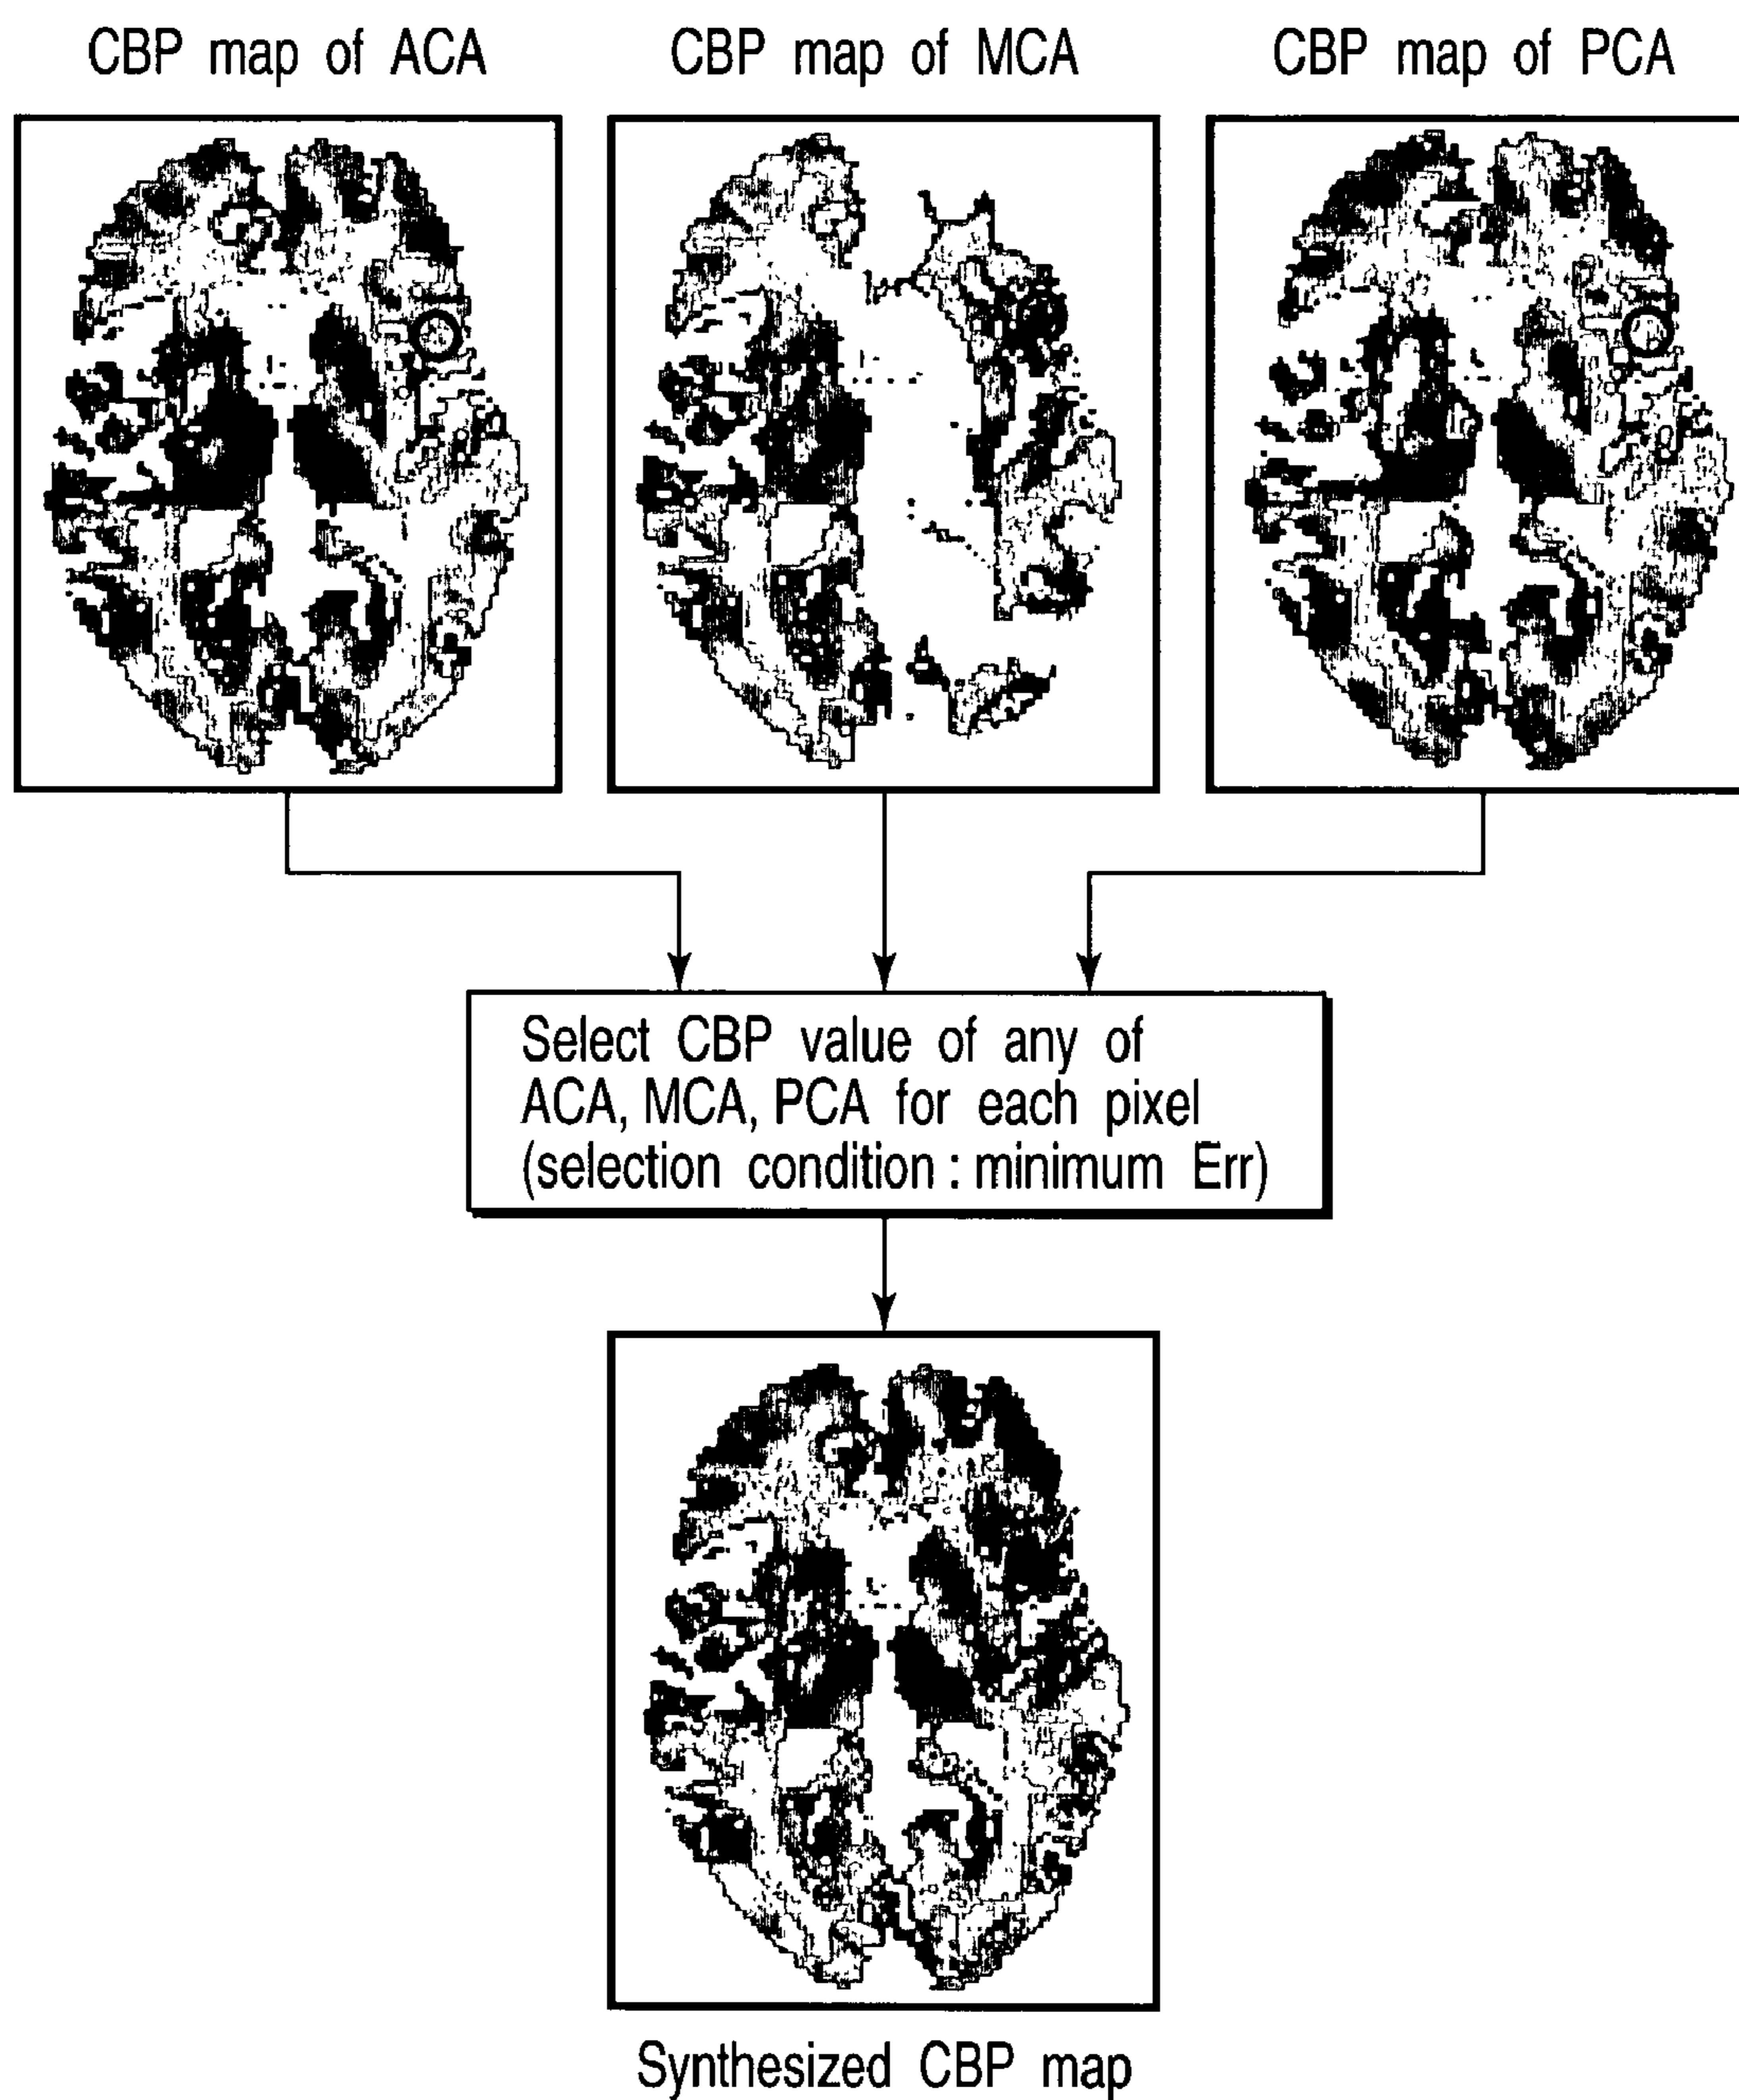 CBP map of ACA
CBP map of MCA
CBP map of PCA
Select CBP value of any of
ACA, MCA, PCA for each pixel
(selection condition : minimum Err)
Synthesized CBP map